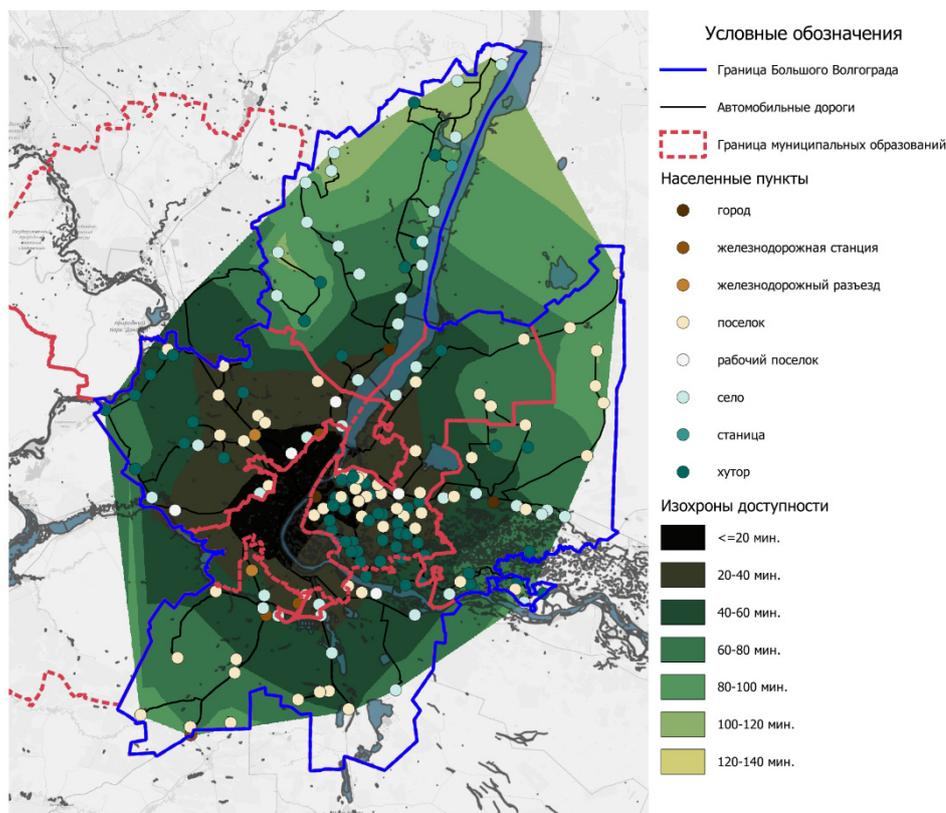 Условные обозначения
Граница Большого Волгограда
Автомобильные дороги
Граница муниципальных образований
Населенные пункты
город
железнодорожная станция
железнодорожный разъезд
поселок
рабочий поселок
село
станица
хутор
Изохроны доступности
<=20 мин.
20-40 мин.
40-60 мин.
60-80 мин.
80-100 мин.
100-120 мин.
120-140 мин.